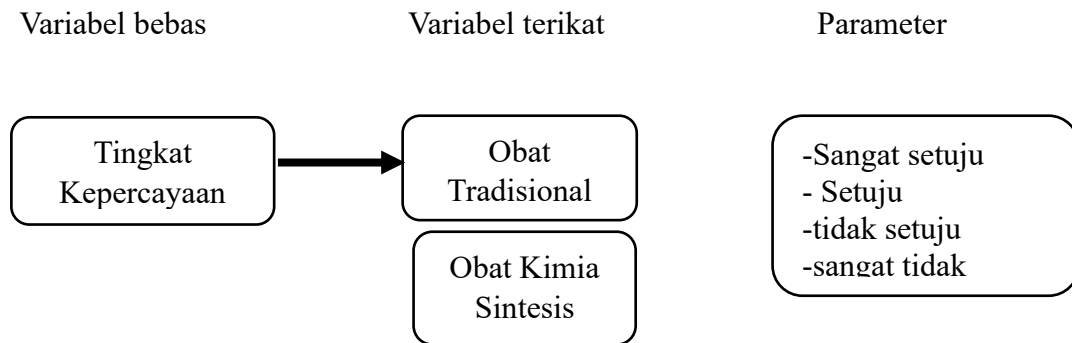 Variabel bebas
Variabel terikat
Parameter
Tingkat
Kepercayaan
Obat
Tradisional
Obat Kimia
Sintesis
-Sangat setuju
- Setuju
-tidak setuju
-sangat tidak